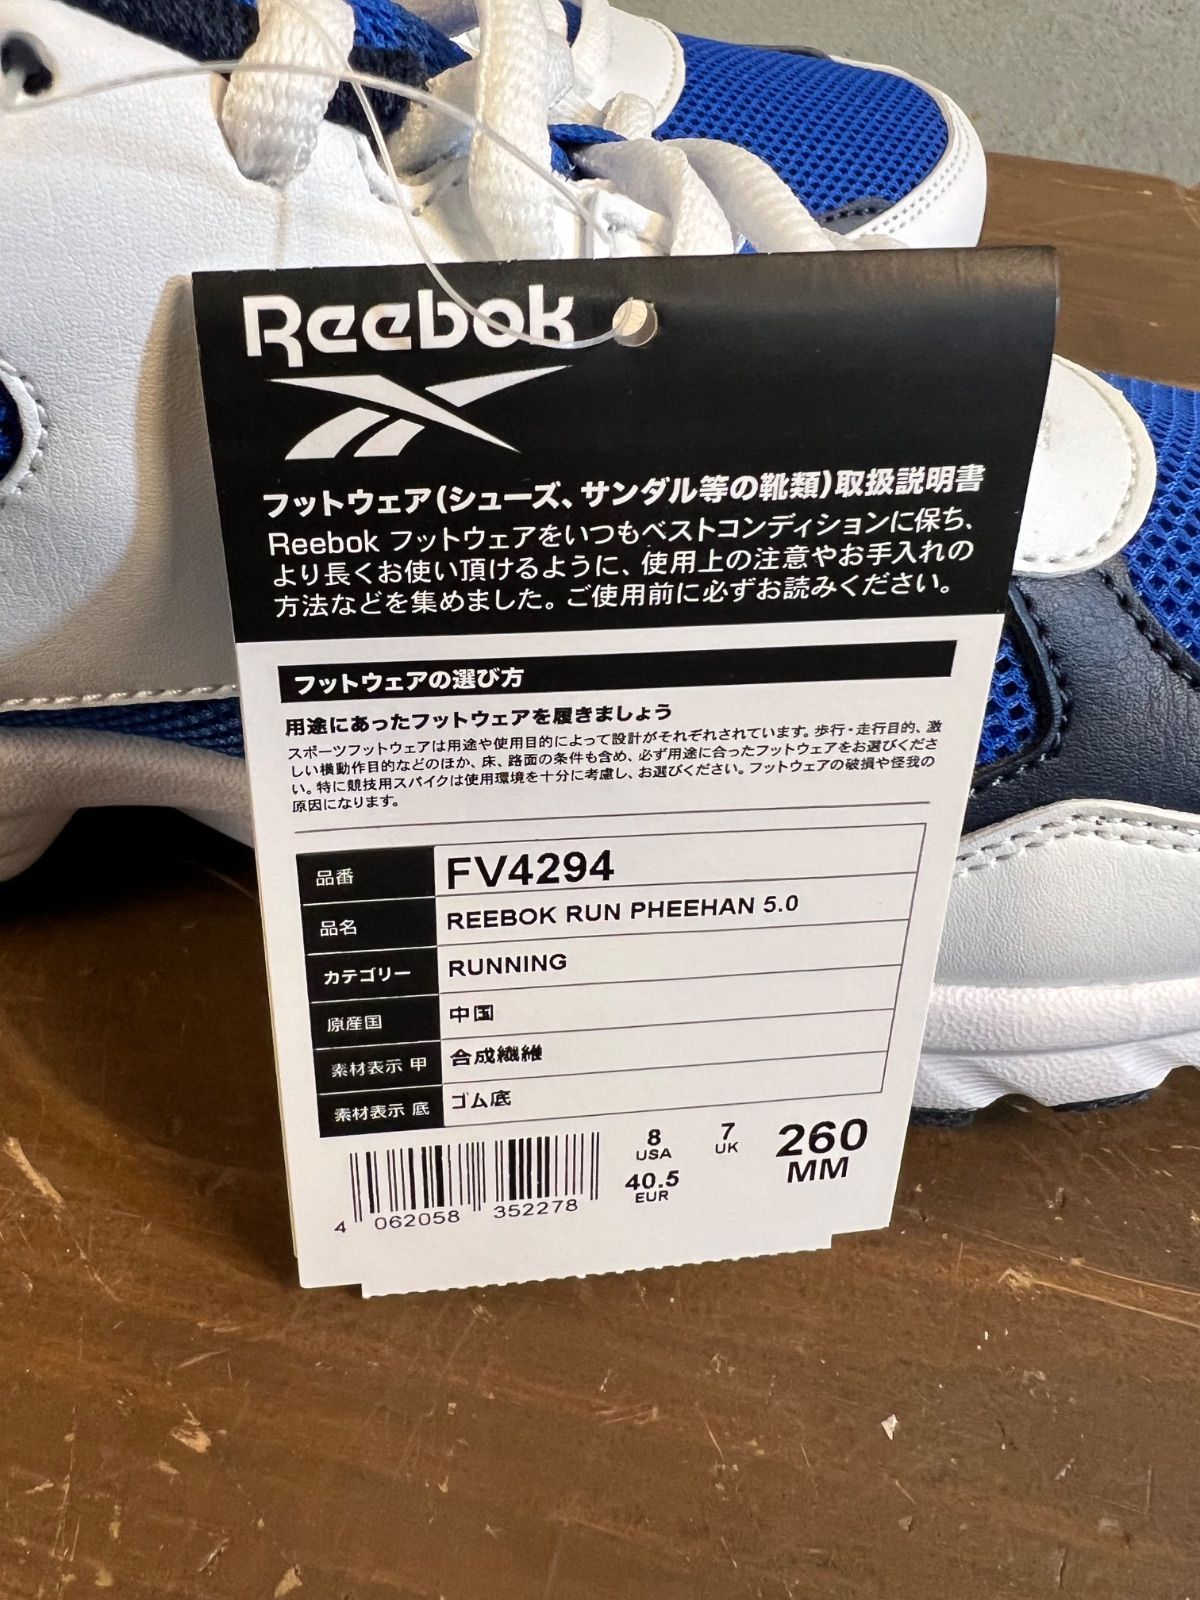 Reebok
フットウェア(シューズ、サンダル等の靴類)取扱説明書
Reebok フットウェアをいつもベストコンディションに保ち、
より長くお使い頂けるように、使用上の注意やお手入れの
方法などを集めました。ご使用前に必ずお読みください。
フットウェアの選び方
用途にあったフットウェアを履きましょう
スポーツフットウェアは用途や使用目的によって設計がそれぞれされています。歩行・走行目的、激
しい横動作目的などのほか、床、路面の条件も含め、必ず用途に合ったフットウェアをお選びくださ
い。特に競技用スパイクは使用環境を十分に考慮し、お選びください。フットウェアの破損や怪我の
原因になります。
品番 FV4294
品名 REEBOK RUN PHEEHAN 5.0
カテゴリー RUNNING
原産国 中国
素材表示 甲 合成繊維
素材表示 底 ゴム底
8 7 260
USA UK MM
40.5
EUR
4 062058 352278